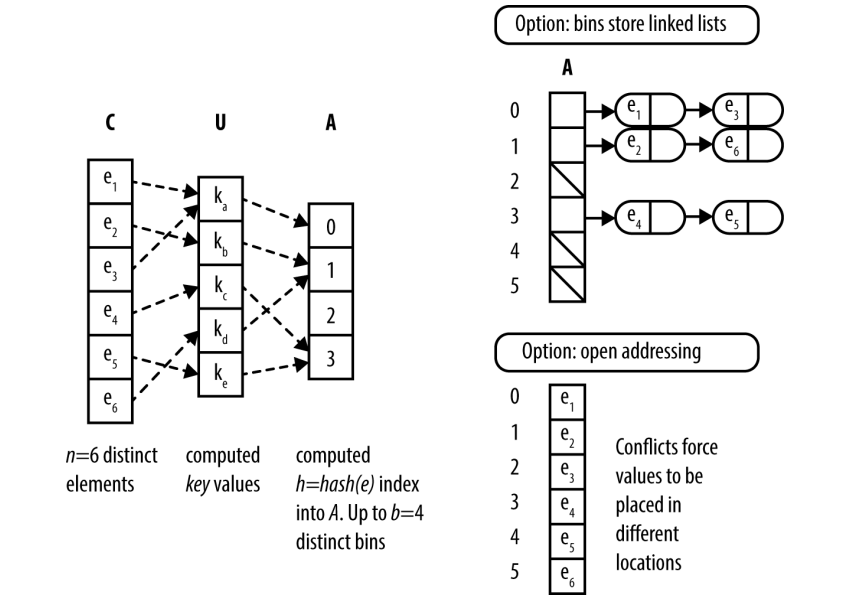 C
U
A
e1
e2
e3
e4
e5
e6
ka
kb
kc
kd
ke
0
1
2
3
n=6 distinct
elements
computed
key values
computed
h=hash(e) index
into A. Up to b=4
distinct bins
Option: bins store linked lists
A
0 e1 e3
1 e2 e6
2
3 e4 e5
4
5
Option: open addressing
0 e1
1 e2
2 e3
3 e4
4 e5
5 e6
Conflicts force
values to be
placed in
different
locations